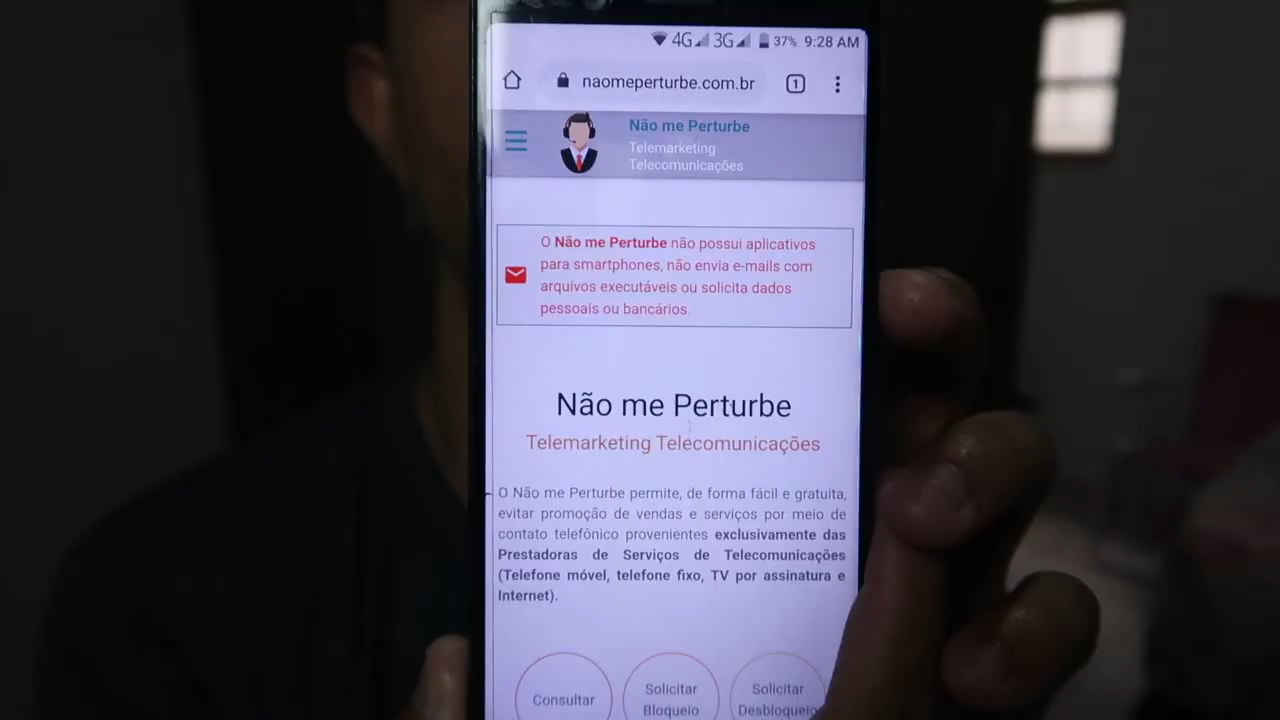 4G 3G 37% 9:28 AM
naomeperturbe.com.br 1
Não me Perturbe
Telemarketing
Telecomunicações
O Não me Perturbe não possui aplicativos
para smartphones, não envia e-mails com
arquivos executáveis ou solicita dados
pessoais ou bancários.
Não me Perturbe
Telemarketing Telecomunicações
O Não me Perturbe permite, de forma fácil e gratuita,
evitar promoção de vendas e serviços por meio de
contato telefônico provenientes exclusivamente das
Prestadoras de Serviços de Telecomunicações
(Telefone móvel, telefone fixo, TV por assinatura e
Internet).
Consultar
Solicitar
Bloqueio
Solicitar
Desbloqueio